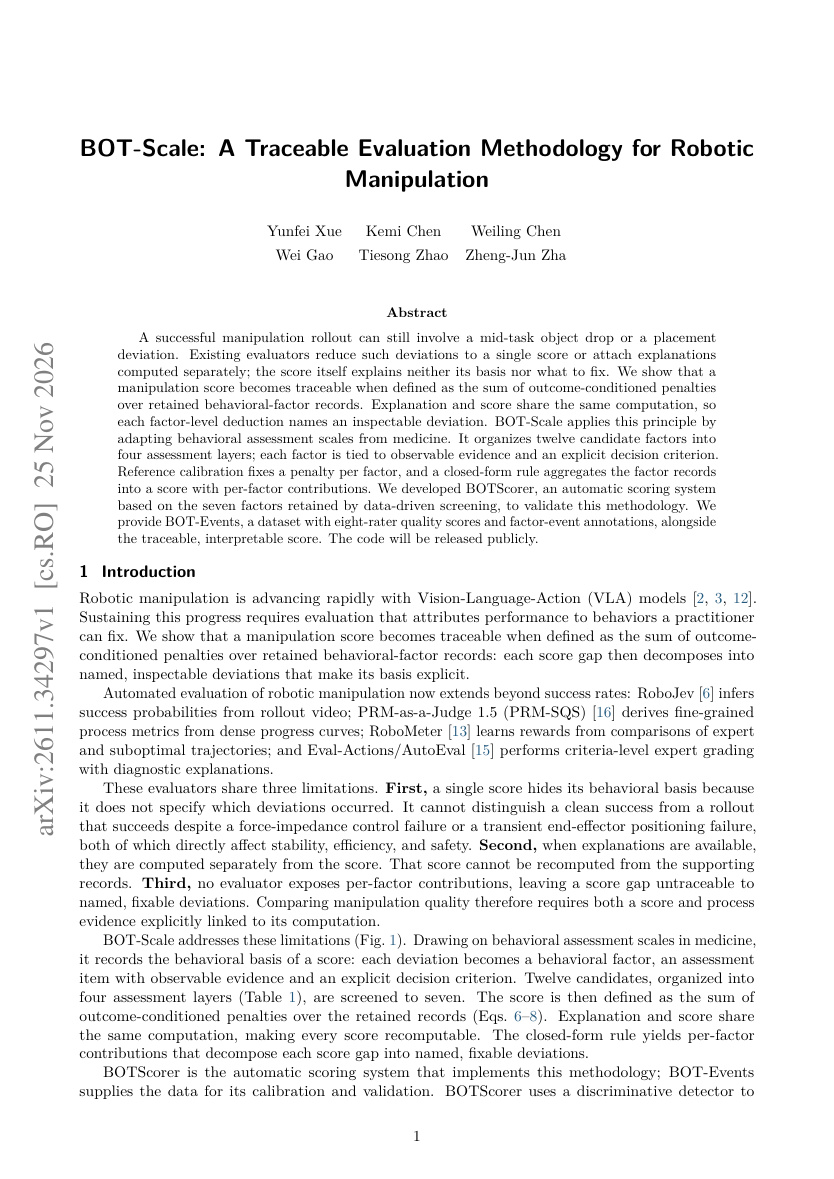 BOT-Scale: A Traceable Evaluation Methodology for Robotic
Manipulation
Yunfei Xue Kemi Chen Weiling Chen
Wei Gao Tiesong Zhao Zheng-Jun Zha
Abstract
A successful manipulation rollout can still involve a mid-task object drop or a placement
deviation. Existing evaluators reduce such deviations to a single score or attach explanations
computed separately; the score itself explains neither its basis nor what to fix. We show that a
manipulation score becomes traceable when defined as the sum of outcome-conditioned penalties
over retained behavioral-factor records. Explanation and score share the same computation, so
each factor-level deduction names an inspectable deviation. BOT-Scale applies this principle by
adapting behavioral assessment scales from medicine. It organizes twelve candidate factors into
four assessment layers; each factor is tied to observable evidence and an explicit decision criterion.
Reference calibration fixes a penalty per factor, and a closed-form rule aggregates the factor records
into a score with per-factor contributions. We developed BOTScorer, an automatic scoring system
based on the seven factors retained by data-driven screening, to validate this methodology. We
provide BOT-Events, a dataset with eight-rater quality scores and factor-event annotations, alongside
the traceable, interpretable score. The code will be released publicly.
1 Introduction
Robotic manipulation is advancing rapidly with Vision-Language-Action (VLA) models [2, 3, 12].
Sustaining this progress requires evaluation that attributes performance to behaviors a practitioner
can fix. We show that a manipulation score becomes traceable when defined as the sum of outcome-
conditioned penalties over retained behavioral-factor records: each score gap then decomposes into
named, inspectable deviations that make its basis explicit.
Automated evaluation of robotic manipulation now extends beyond success rates: RoboJev [6] infers
success probabilities from rollout video; PRM-as-a-Judge 1.5 (PRM-SQS) [16] derives fine-grained
process metrics from dense progress curves; RoboMeter [13] learns rewards from comparisons of expert
and suboptimal trajectories; and Eval-Actions/AutoEval [15] performs criteria-level expert grading
with diagnostic explanations.
These evaluators share three limitations. First, a single score hides its behavioral basis because
it does not specify which deviations occurred. It cannot distinguish a clean success from a rollout
that succeeds despite a force-impedance control failure or a transient end-effector positioning failure,
both of which directly affect stability, efficiency, and safety. Second, when explanations are available,
they are computed separately from the score. That score cannot be recomputed from the supporting
records. Third, no evaluator exposes per-factor contributions, leaving a score gap untraceable to
named, fixable deviations. Comparing manipulation quality therefore requires both a score and process
evidence explicitly linked to its computation.
BOT-Scale addresses these limitations (Fig. 1). Drawing on behavioral assessment scales in medicine,
it records the behavioral basis of a score: each deviation becomes a behavioral factor, an assessment
item with observable evidence and an explicit decision criterion. Twelve candidates, organized into
four assessment layers (Table 1), are screened to seven. The score is then defined as the sum of
outcome-conditioned penalties over the retained records (Eqs. 6–8). Explanation and score share
the same computation, making every score recomputable. The closed-form rule yields per-factor
contributions that decompose each score gap into named, fixable deviations.
BOTScorer is the automatic scoring system that implements this methodology; BOT-Events
supplies the data for its calibration and validation. BOTScorer uses a discriminative detector to
1
arXiv:2611.34297v1 [cs.RO] 25 Nov 2026